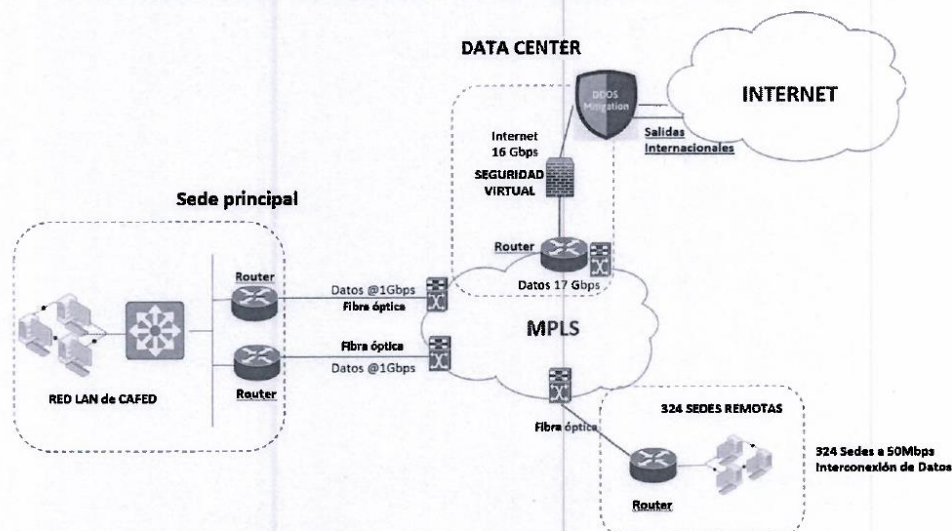 DATA CENTER
DDOS
Mitigation
INTERNET
Internet
16 Gbps
Salidas
Internacionales
SEGURIDAD
VIRTUAL
Sede principal
Router
Datos 17 Gbps
Router
Datos @1Gbps
Fibra óptica
MPLS
Fibra óptica
Datos @1Gbps
Router
RED LAN de CAFED
324 SEDES REMOTAS
Fibra óptica
324 Sedes a 50Mbps
Interconexión de Datos
Router